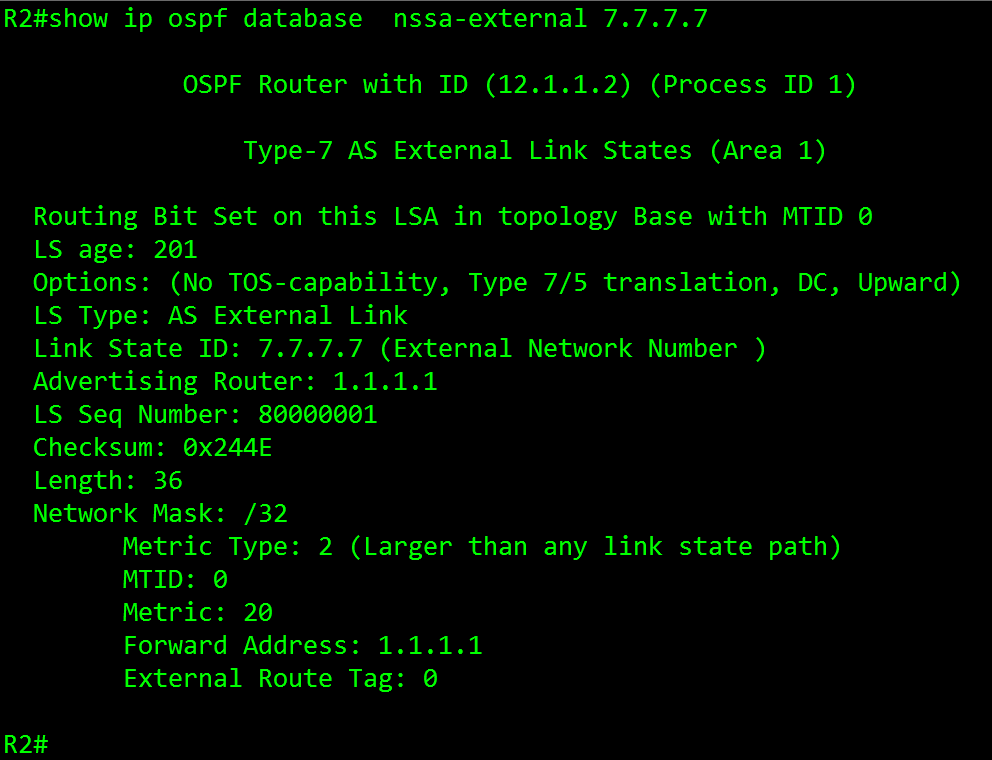 R2#show ip ospf database  nssa-external 7.7.7.7
OSPF Router with ID (12.1.1.2) (Process ID 1)
Type-7 AS External Link States (Area 1)
Routing Bit Set on this LSA in topology Base with MTID 0
LS age: 201
Options: (No TOS-capability, Type 7/5 translation, DC, Upward)
LS Type: AS External Link
Link State ID: 7.7.7.7 (External Network Number )
Advertising Router: 1.1.1.1
LS Seq Number: 80000001
Checksum: 0x244E
Length: 36
Network Mask: /32
Metric Type: 2 (Larger than any link state path)
MTID: 0
Metric: 20
Forward Address: 1.1.1.1
External Route Tag: 0
R2#